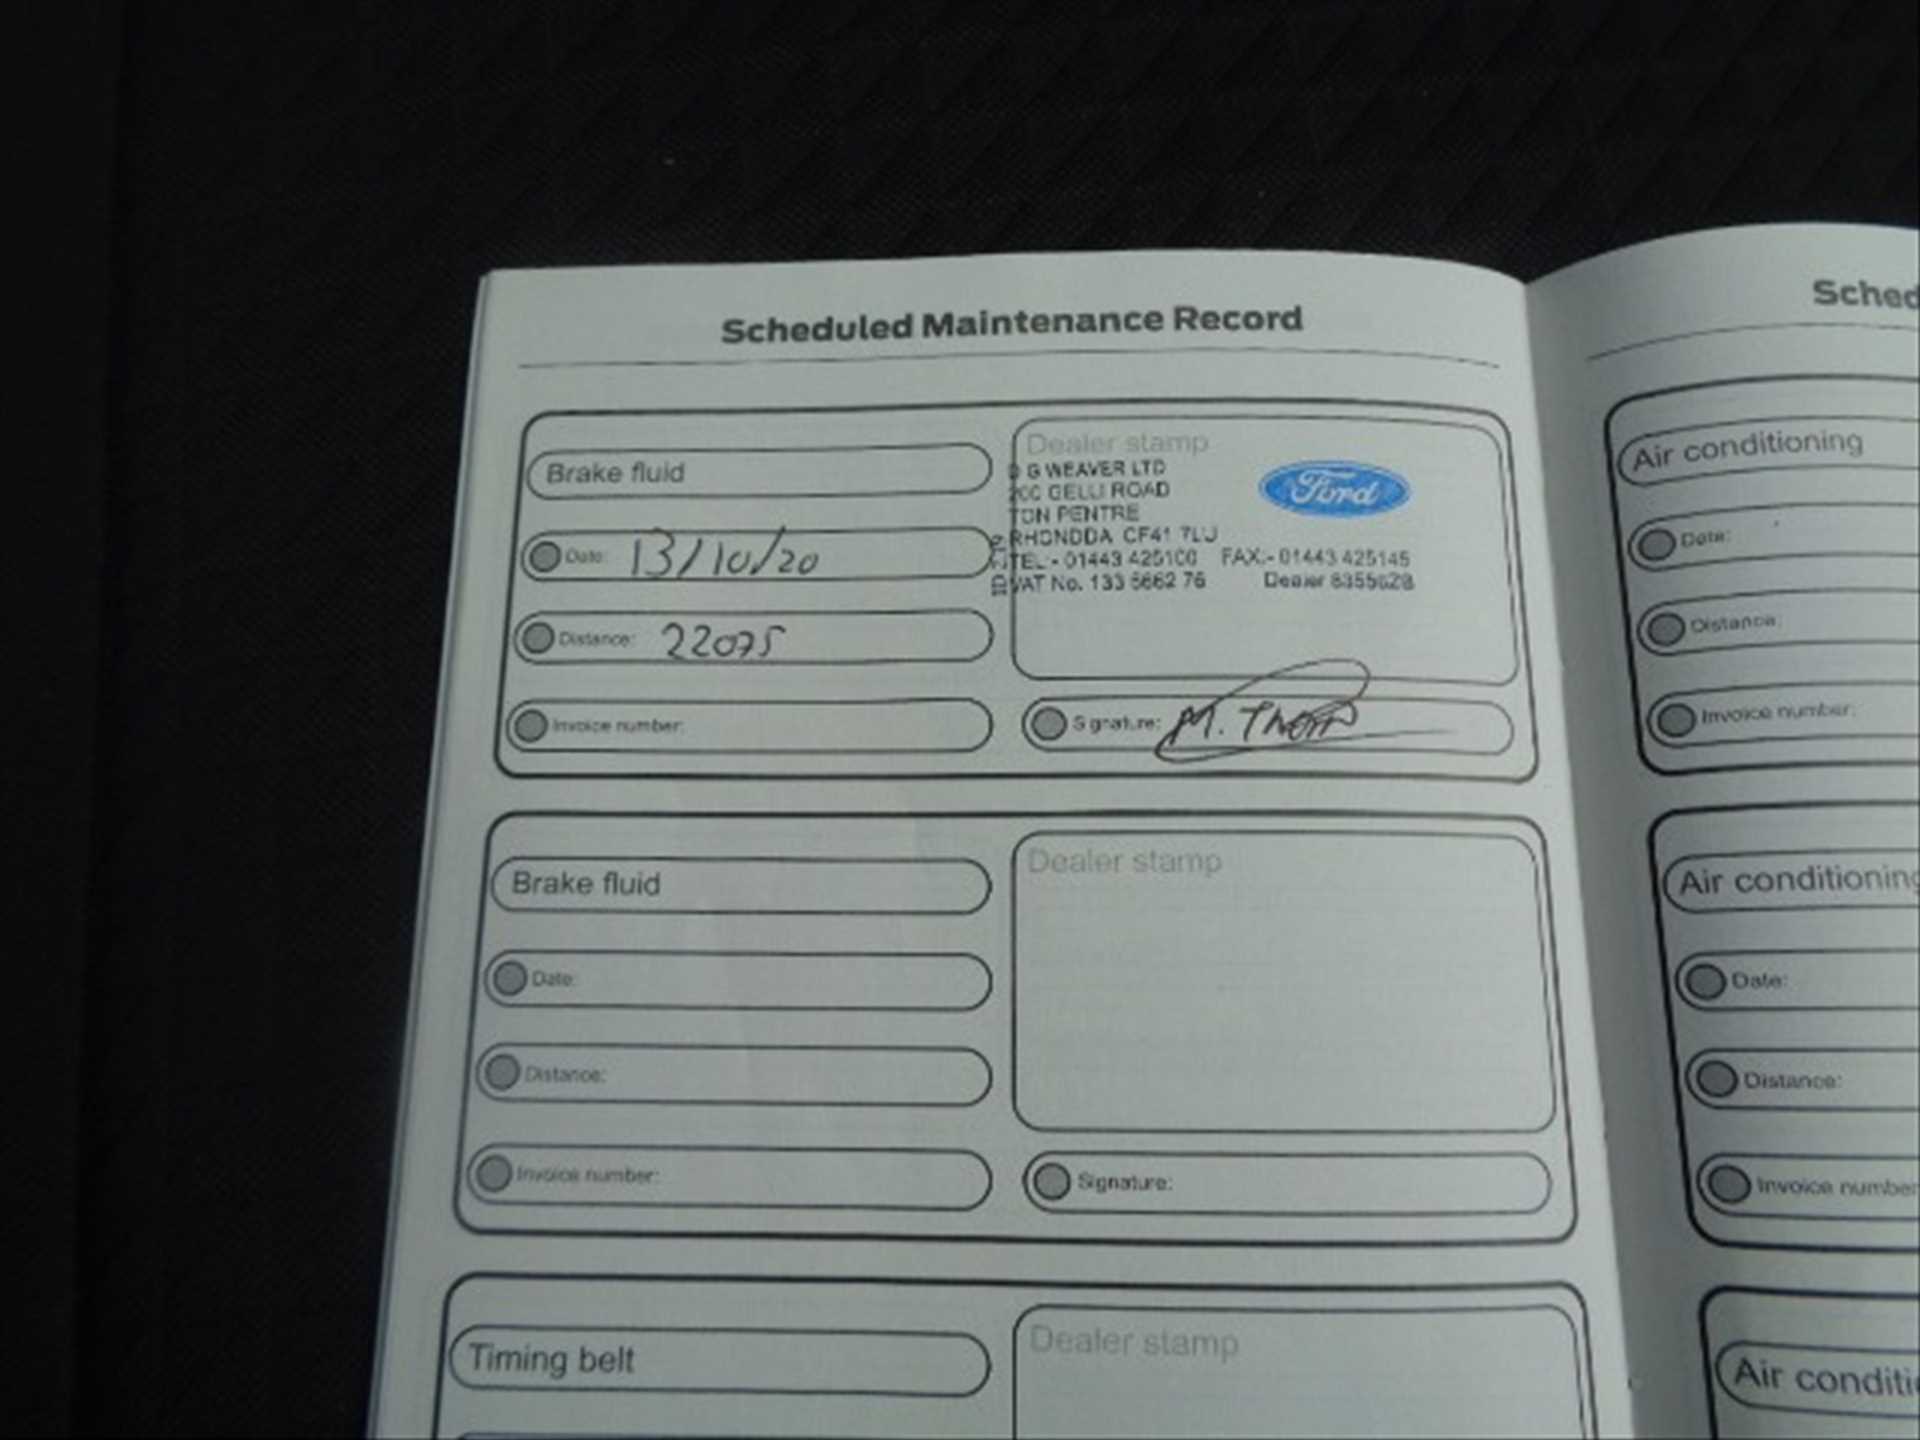 Scheduled Maintenance Record
Brake fluid
Date: 13/10/20
Distance: 22075
Invoice number:
Dealer stamp
G WEAVER LTD
GELLI ROAD
TON PENTRE
RHONDDA CF41 7LU
TEL:- 01443 425100 FAX:- 01443 425145
VAT No. 133 6662 76 Dealer
Ford
Signature: M.
Brake fluid
Date:
Distance:
Invoice number:
Dealer stamp
Signature:
Timing belt
Dealer stamp
Sched
Air conditioning
Date:
Distance:
Invoice number:
Air conditioning
Date:
Distance:
Invoice number
Air conditi